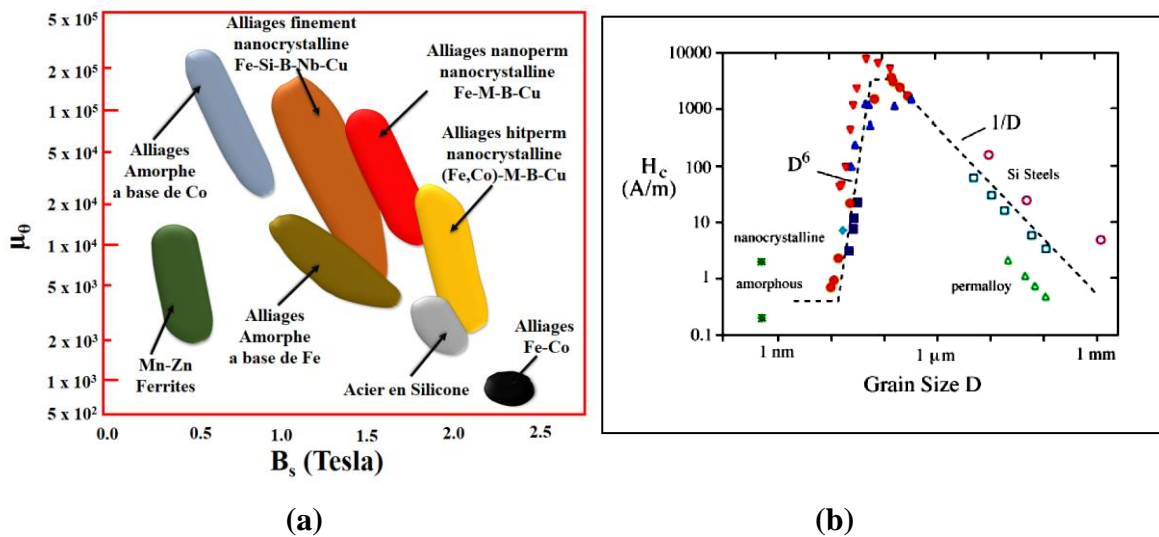 Alliages finement
nanocrystalline
Fe-Si-B-Nb-Cu
Alliages nanoperm
nanocrystalline
Fe-M-B-Cu
Alliages hitperm
nanocrystalline
(Fe,Co)-M-B-Cu
Alliages
Amorphe
a base de Co
Mn-Zn
Ferrites
Alliages
Amorphe
a base de Fe
Acier en Silicone
Alliages
Fe-Co
5 x 10⁵
2 x 10⁵
1 x 10⁵
5 x 10⁴
2 x 10⁴
1 x 10⁴
5 x 10³
2 x 10³
1 x 10³
5 x 10²
μ₀
0.0 0.5 1.0 1.5 2.0 2.5
Bₛ (Tesla)
(a)
10000
1000
100
10
1
0.1
H꜀
(A/m)
D⁶
1/D
Si Steels
nanocrystalline
amorphous
permalloy
1 nm 1 μm 1 mm
Grain Size D
(b)